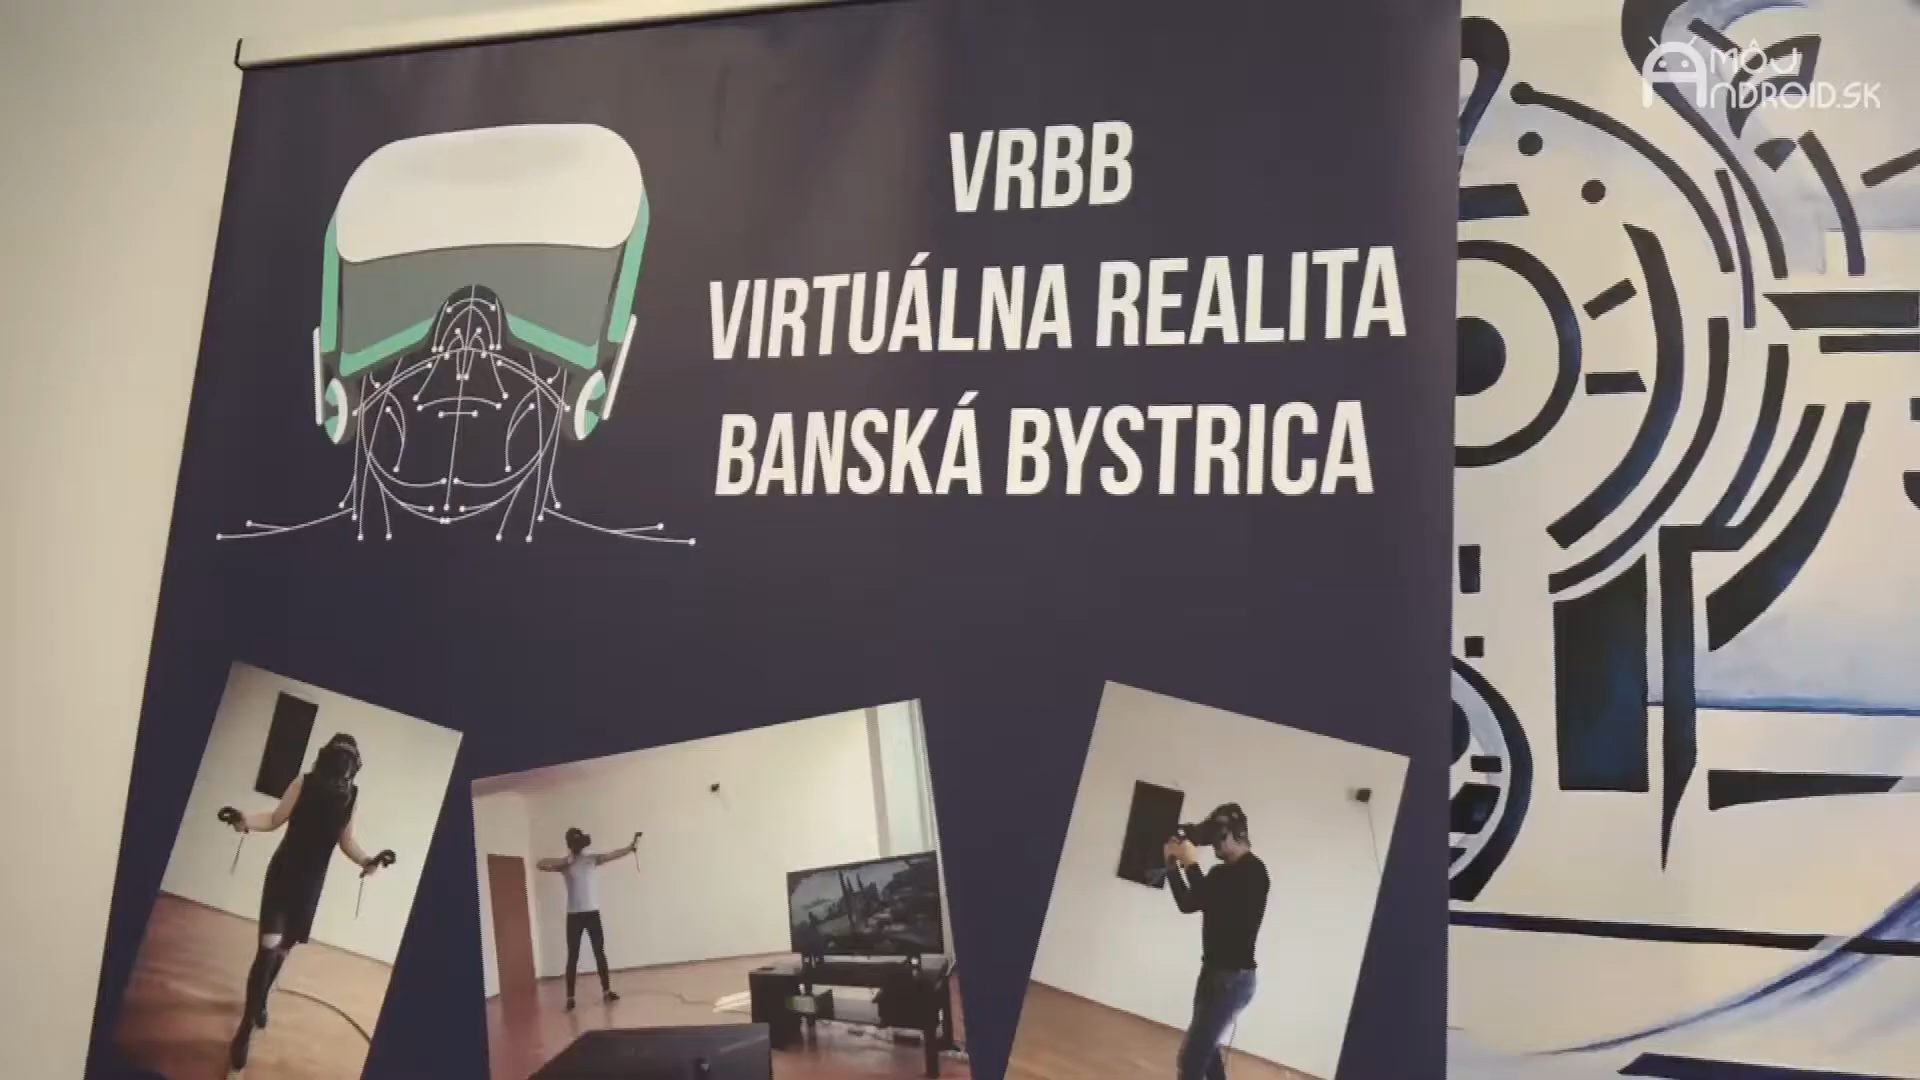 MÔJ
ANDROID.SK
VRBB
VIRTUÁLNA REALITA
BANSKÁ BYSTRICA